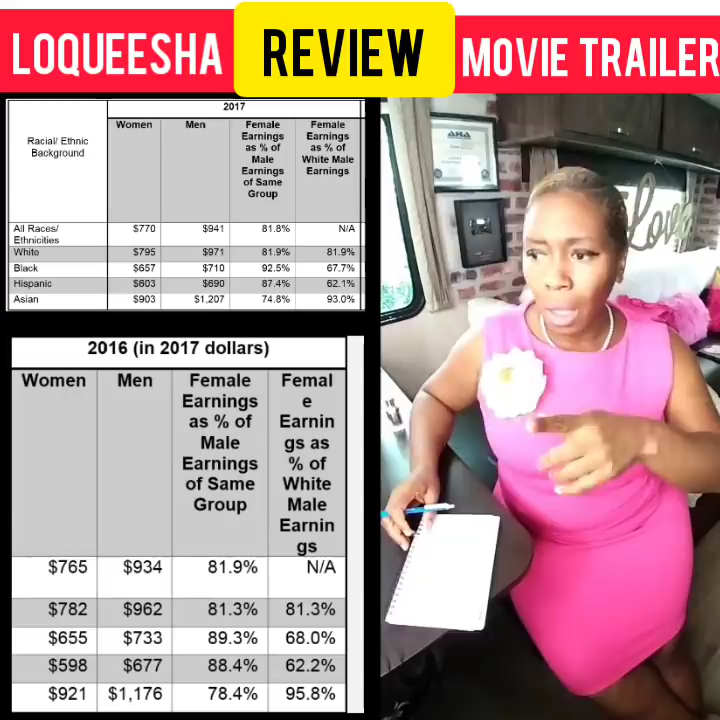 LOQUEESHA REVIEW MOVIE TRAILER
2017
Racial/ Ethnic
Background
Women Men Female
Earnings
as % of
Male
Earnings
of Same
Group
Female
Earnings
as % of
White Male
Earnings
All Races/
Ethnicities
$770 $941 81.8% N/A
White $795 $971 81.9% 81.9%
Black $657 $710 92.5% 67.7%
Hispanic $603 $690 87.4% 62.1%
Asian $903 $1,207 74.8% 93.0%
2016 (in 2017 dollars)
Women Men Female
Earnings
as % of
Male
Earnings
of Same
Group
Femal
e
Earnin
gs as
% of
White
Male
Earnin
gs
$765 $934 81.9% N/A
$782 $962 81.3% 81.3%
$655 $733 89.3% 68.0%
$598 $677 88.4% 62.2%
$921 $1,176 78.4% 95.8%
AHA
Love